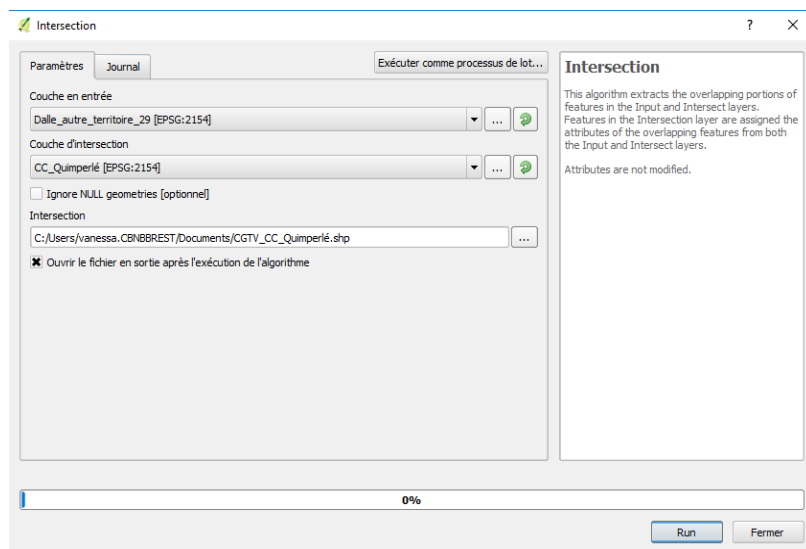 Intersection
?
Paramètres
Journal
Exécuter comme processus de lot...
Couche en entrée
Dalle_autre_territoire_29 [EPSG:2154]
...
Couche d'intersection
CC_Quimperlé [EPSG:2154]
...
Ignore NULL geometries [optionnel]
Intersection
C:/Users/vanessa.CBNBBREST/Documents/CGTV_CC_Quimperlé.shp
...
Ouvrir le fichier en sortie après l'exécution de l'algorithme
Intersection
This algorithm extracts the overlapping portions of
features in the Input and Intersect layers.
Features in the Intersection layer are assigned the
attributes of the overlapping features from both
the Input and Intersect layers.
Attributes are not modified.
0%
Run
Fermer